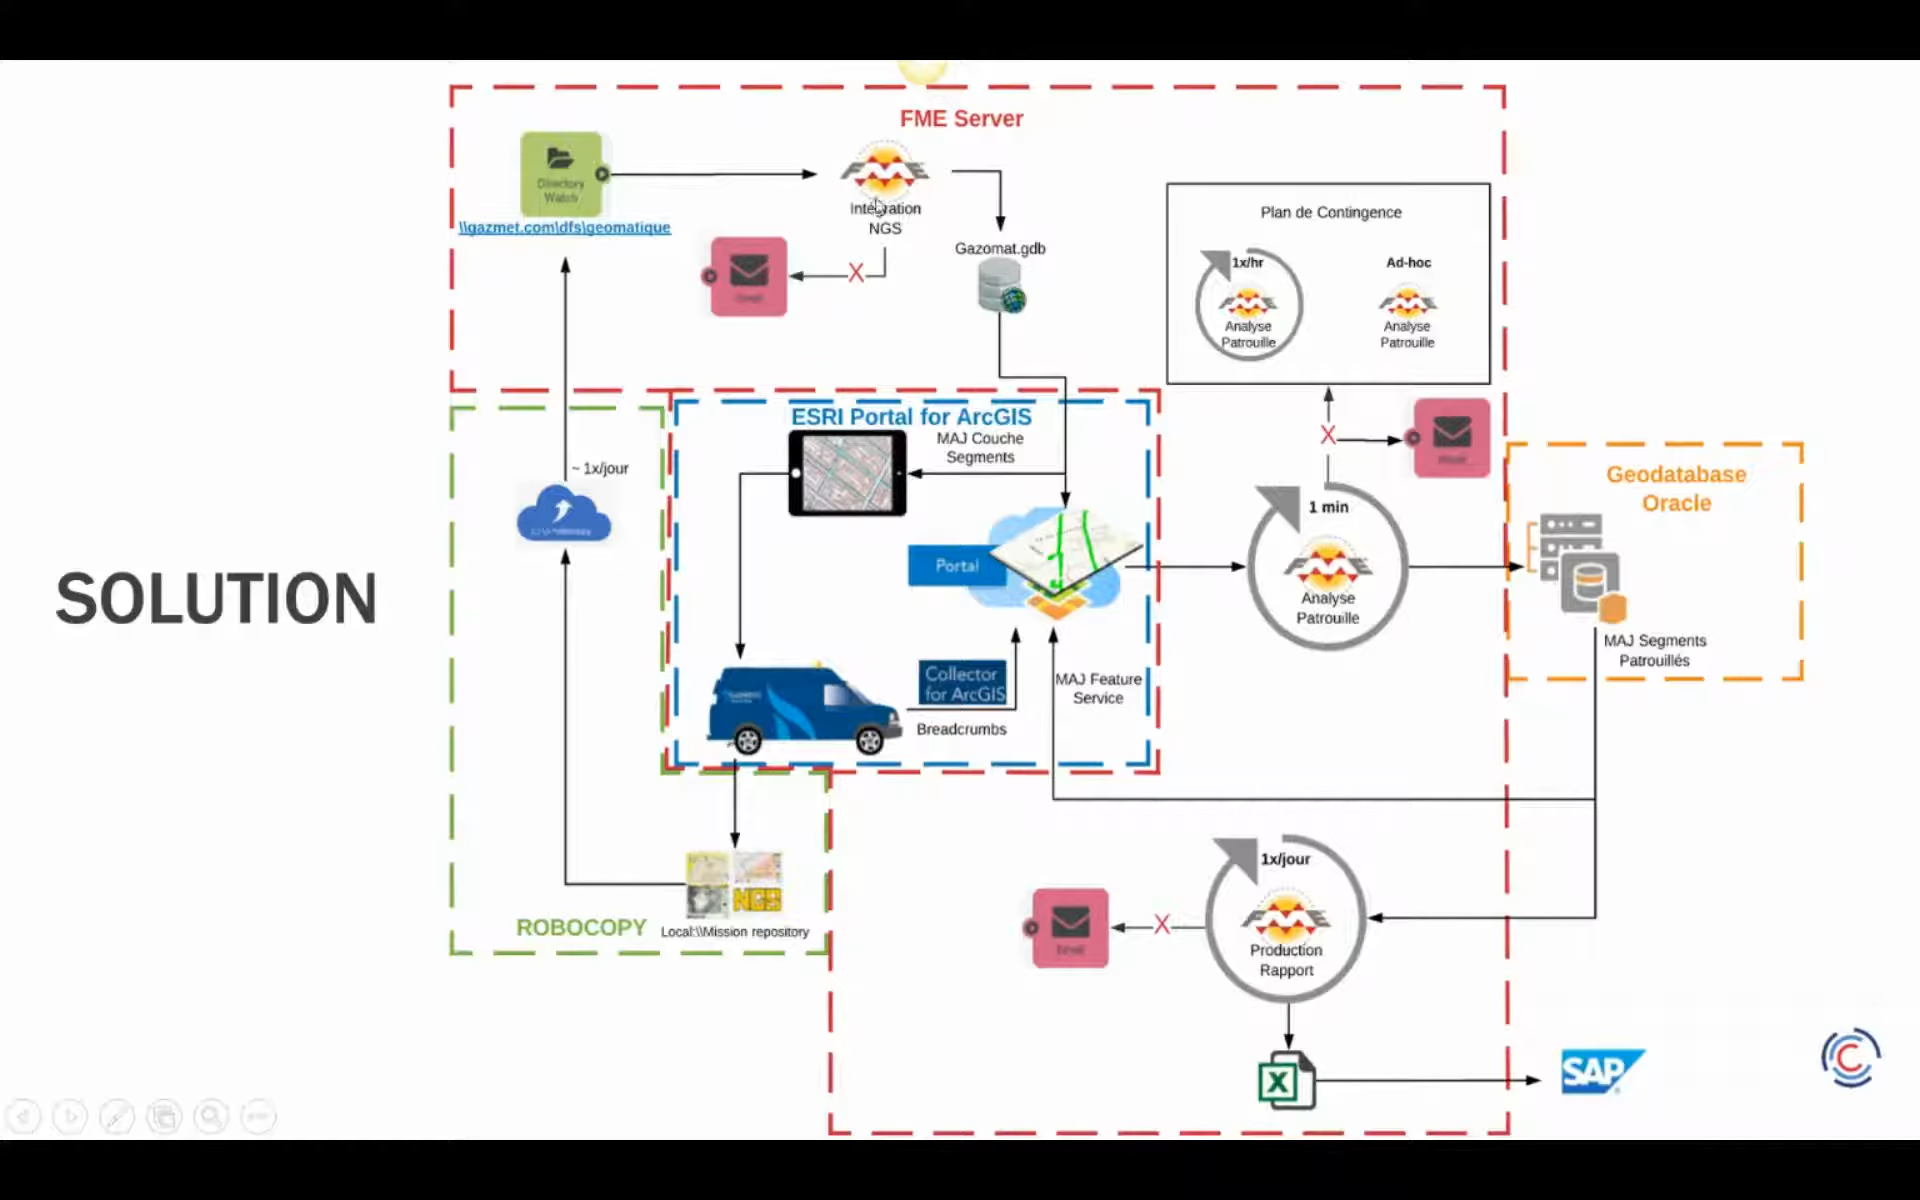 SOLUTION
FME Server
Directory
Watch
\\gazmet.com\dfs\geomatique
FME
Intégration
NGS
Gazomat.gdb
Plan de Contingence
1x/hr
Analyse
Patrouille
Ad-hoc
Analyse
Patrouille
X
ESRI Portal for ArcGIS
MAJ Couche
Segments
~ 1x/jour
X
1 min
FME
Analyse
Patrouille
Geodatabase
Oracle
MAJ Segments
Patrouillés
Portal
Collector
for ArcGIS
Breadcrumbs
MAJ Feature
Service
NGS
ROBOCOPY
Local:\\Mission repository
1x/jour
FME
Production
Rapport
X
X
SAP
C